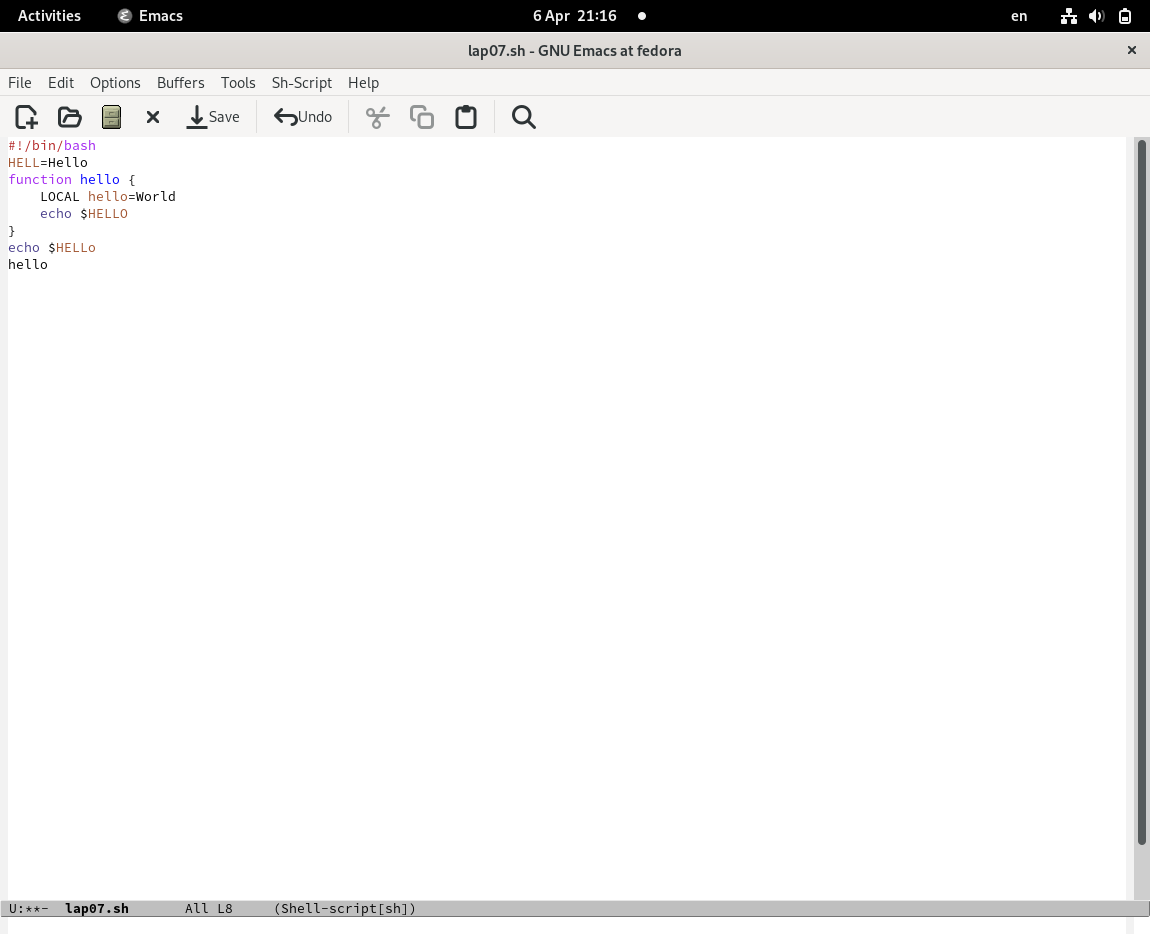 Activities Emacs 6 Apr 21:16 en
lap07.sh - GNU Emacs at fedora ×
File Edit Options Buffers Tools Sh-Script Help
Save Undo
#!/bin/bash
HELL=Hello
function hello {
    LOCAL hello=World
    echo $HELLO
}
echo $HELLo
hello
U:**- lap07.sh All L8 (Shell-script[sh])